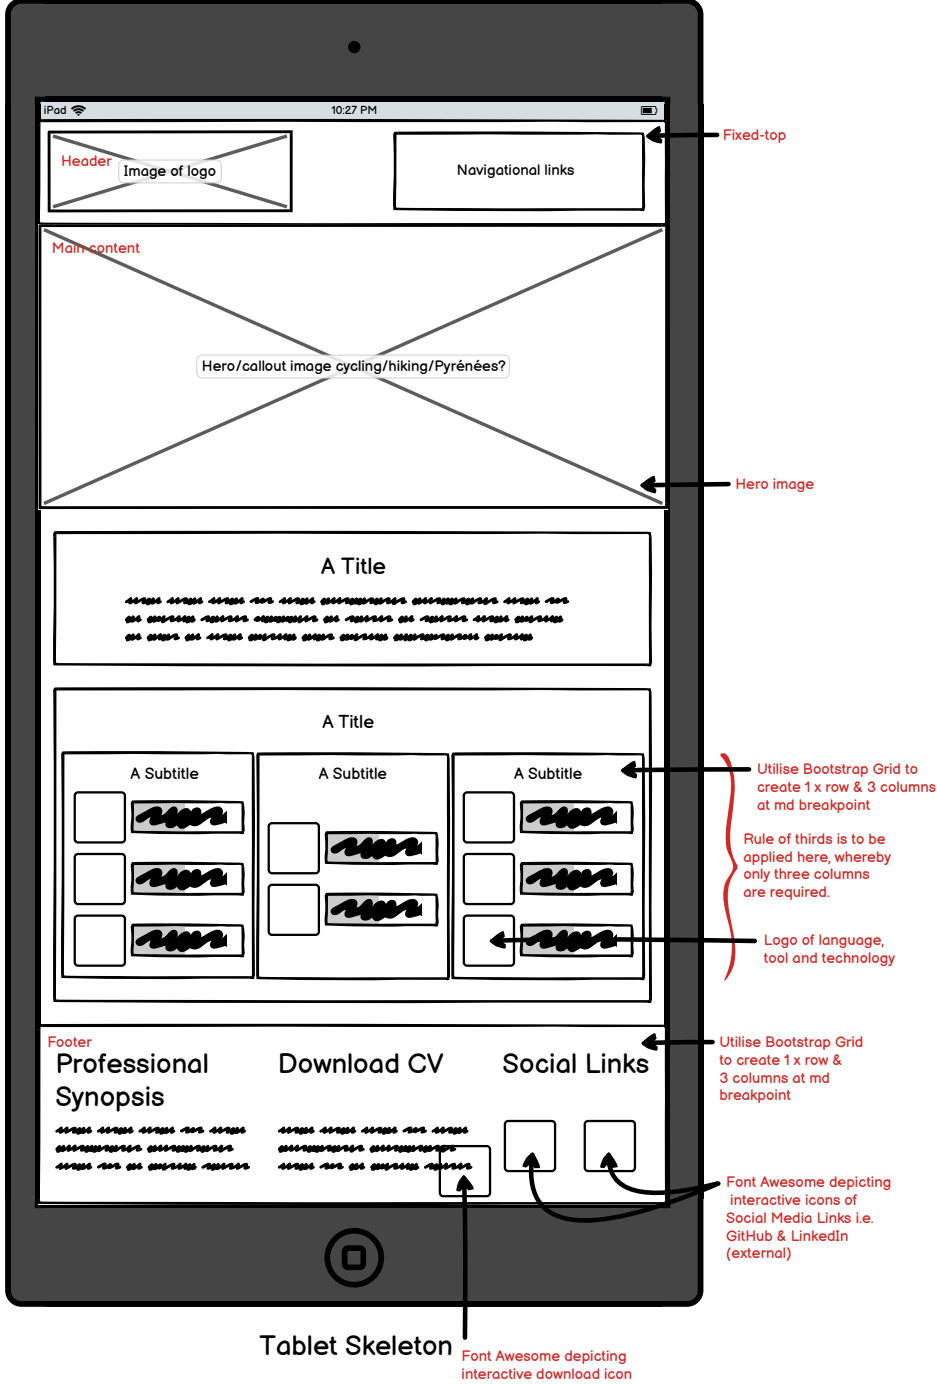 iPad
10:27 PM
Fixed-top
Header
Image of logo
Navigational links
Main content
Hero/callout image cycling/hiking/Pyrénées?
Hero image
A Title
A Title
A Subtitle
A Subtitle
A Subtitle
Utilise Bootstrap Grid to
create 1 x row & 3 columns
at md breakpoint
Rule of thirds is to be
applied here, whereby
only three columns
are required.
Logo of language,
tool and technology
Footer
Professional
Synopsis
Download CV
Social Links
Utilise Bootstrap Grid
to create 1 x row &
3 columns at md
breakpoint
Font Awesome depicting
interactive icons of
Social Media Links i.e.
GitHub & LinkedIn
(external)
Tablet Skeleton
Font Awesome depicting
interactive download icon